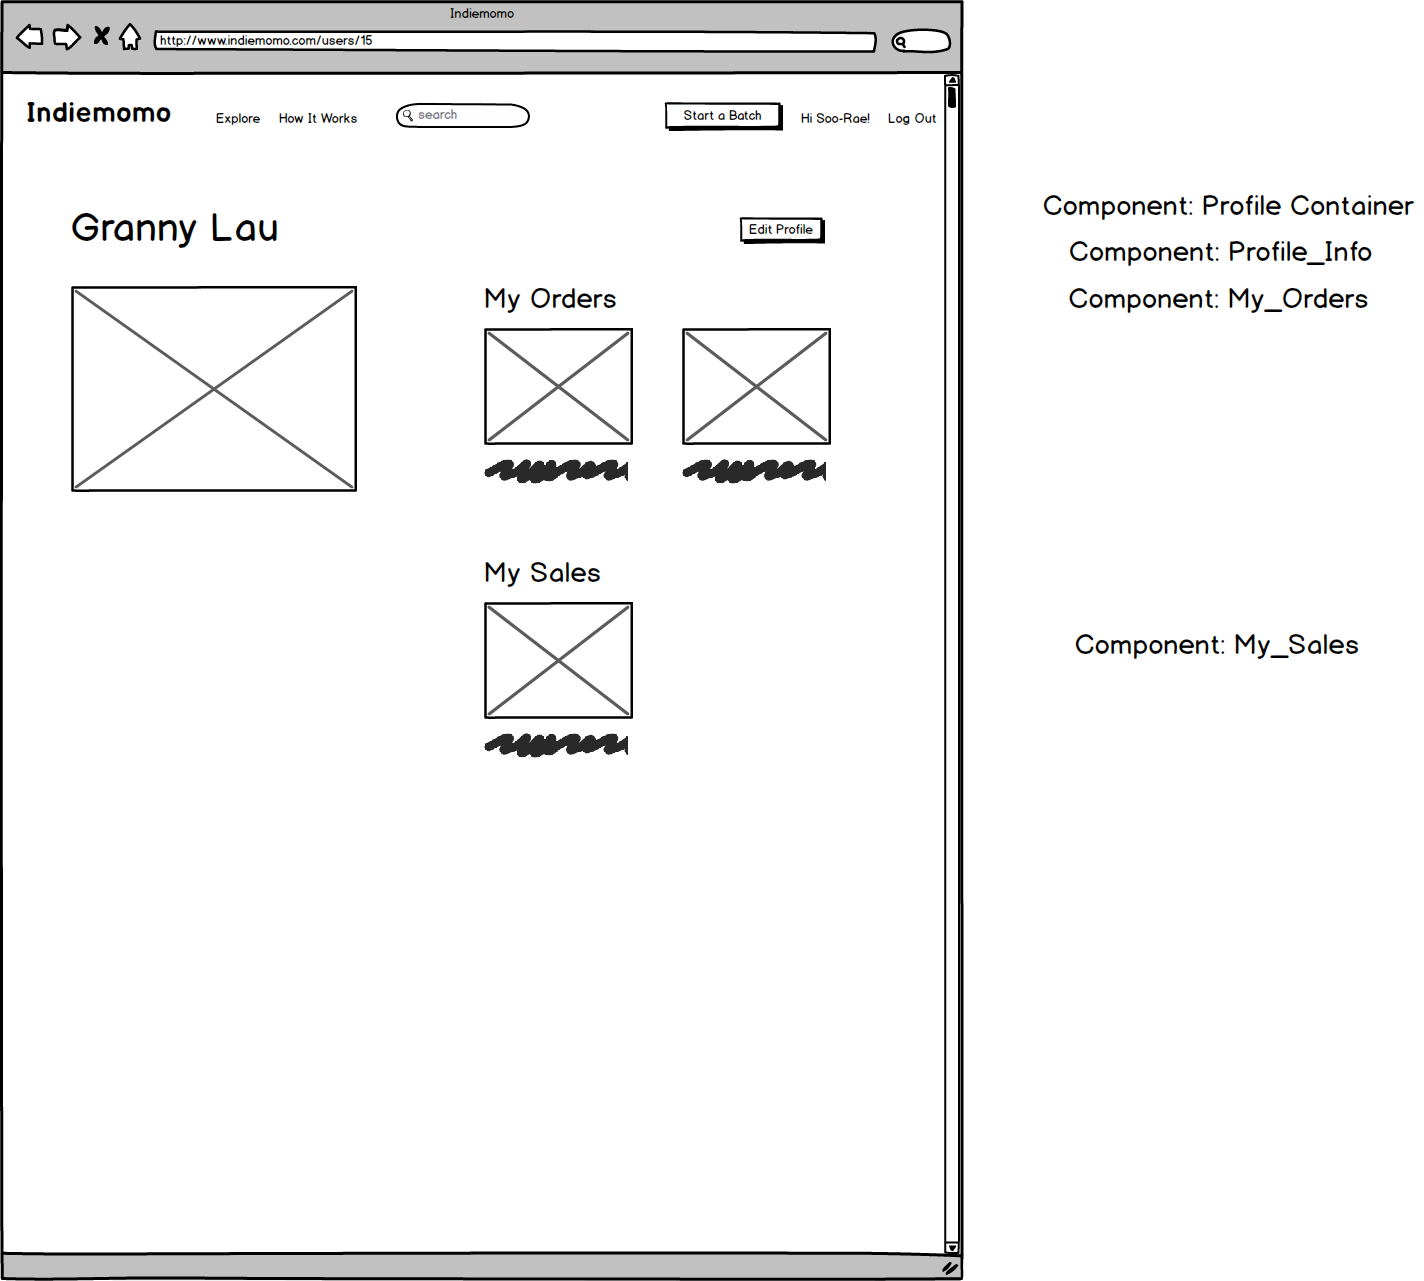 Indiemomo
http://www.indiemomo.com/users/15
Indiemomo
Explore
How It Works
search
Start a Batch
Hi Soo-Rae!
Log Out
Granny Lau
Edit Profile
My Orders
My Sales
Component: Profile Container
Component: Profile_Info
Component: My_Orders
Component: My_Sales